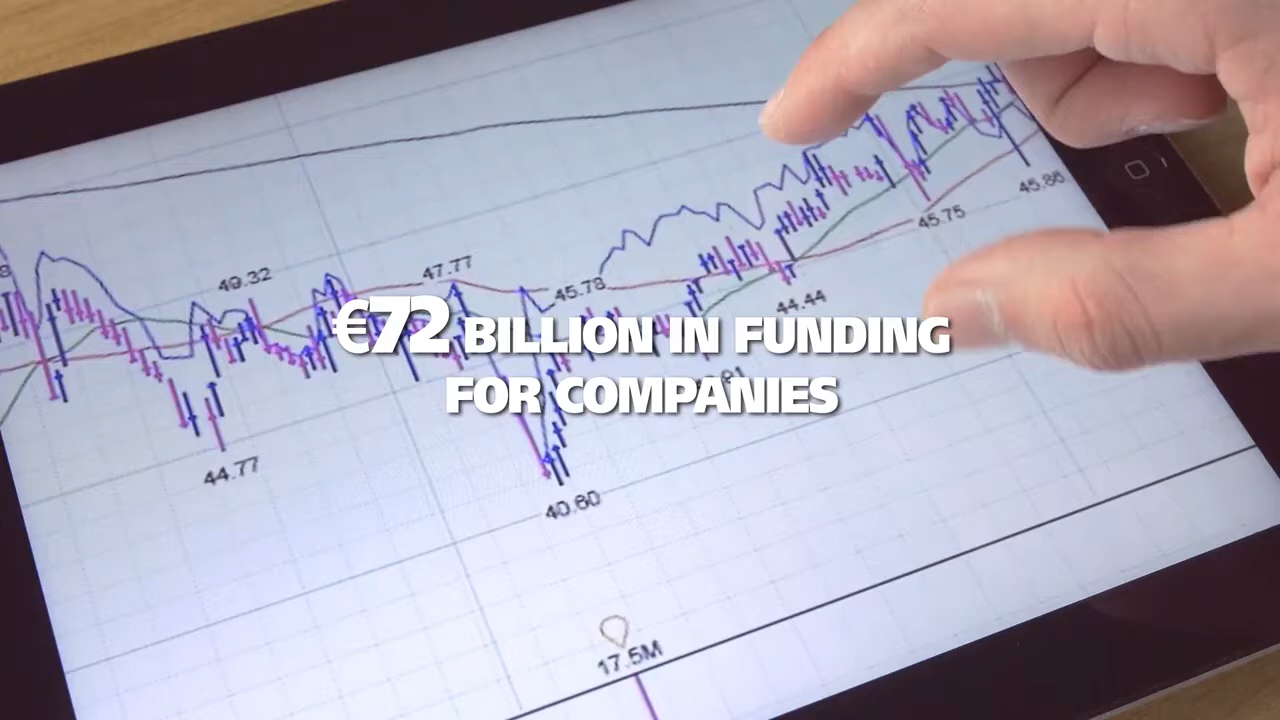 45.86
45.75
49.32
47.77
45.78
44.44
€72 BILLION IN FUNDING
FOR COMPANIES
44.77
40.60
17.5M